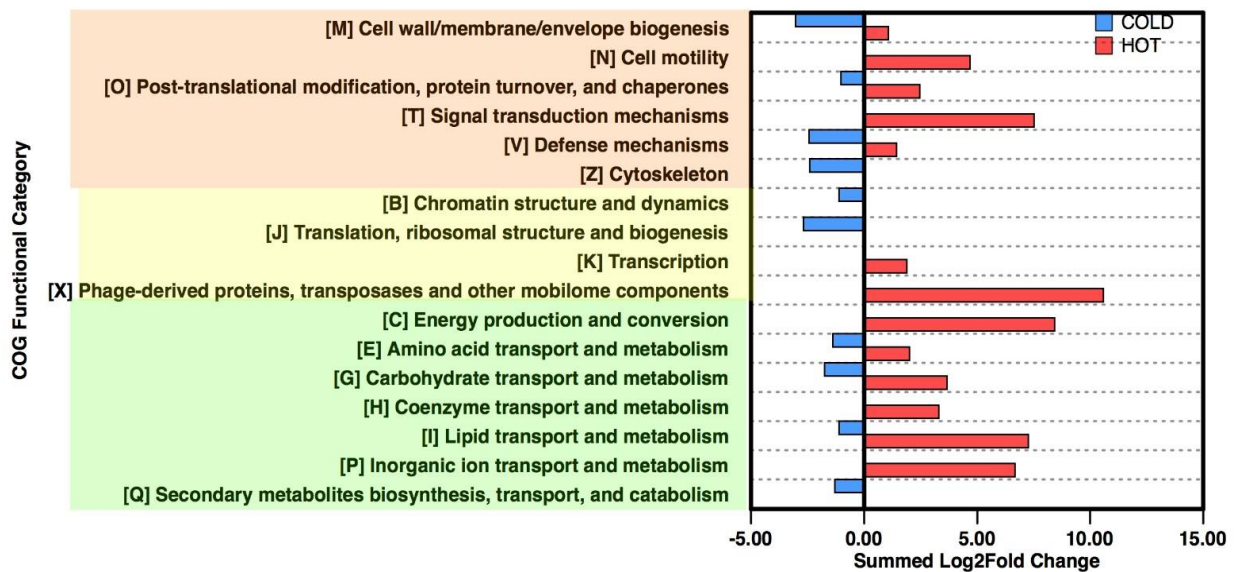 COG Functional Category
[M] Cell wall/membrane/envelope biogenesis
[N] Cell motility
[O] Post-translational modification, protein turnover, and chaperones
[T] Signal transduction mechanisms
[V] Defense mechanisms
[Z] Cytoskeleton
[B] Chromatin structure and dynamics
[J] Translation, ribosomal structure and biogenesis
[K] Transcription
[X] Phage-derived proteins, transposases and other mobilome components
[C] Energy production and conversion
[E] Amino acid transport and metabolism
[G] Carbohydrate transport and metabolism
[H] Coenzyme transport and metabolism
[I] Lipid transport and metabolism
[P] Inorganic ion transport and metabolism
[Q] Secondary metabolites biosynthesis, transport, and catabolism
COLD
HOT
-5.00 0.00 5.00 10.00 15.00
Summed Log2Fold Change